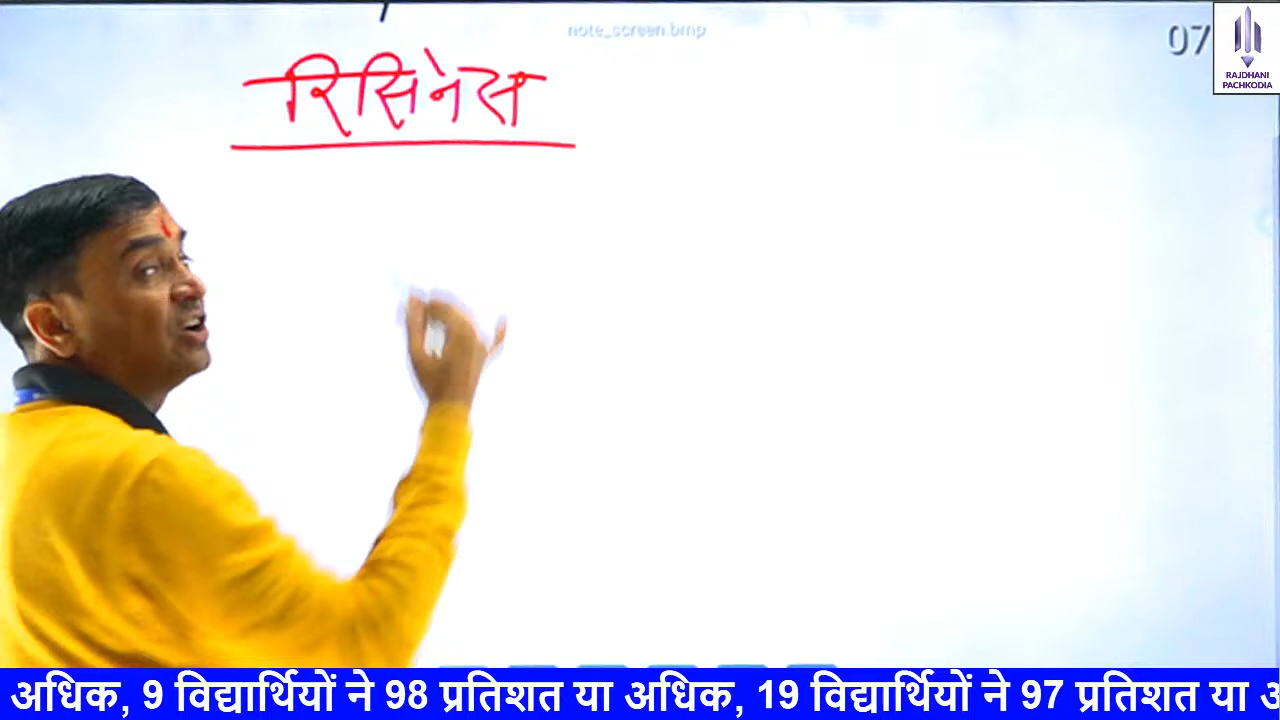 note_screen.bmp
07
RAJDHANI
PACHKODIA
रिसिनेस
अधिक, 9 विद्यार्थियों ने 98 प्रतिशत या अधिक, 19 विद्यार्थियों ने 97 प्रतिशत या अ